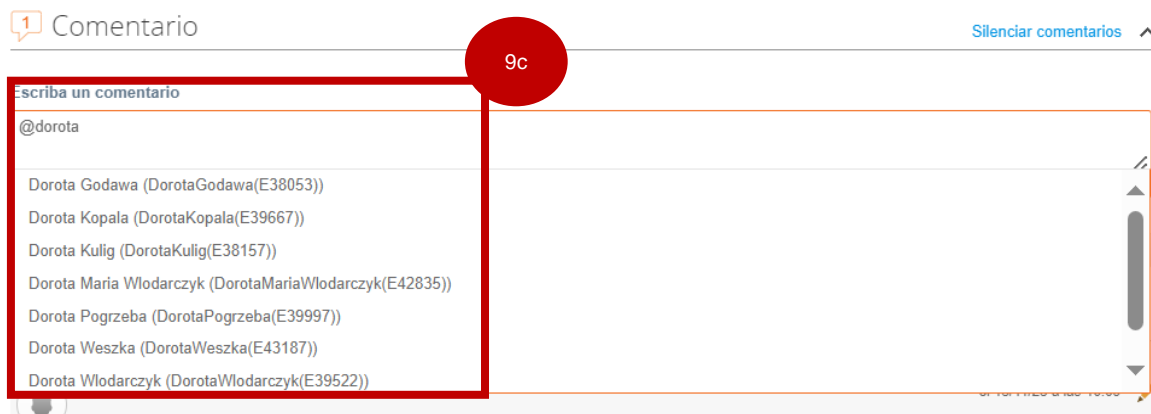 1 Comentario
Silenciar comentarios
9c
Escriba un comentario
@dorota
Dorota Godawa (DorotaGodawa(E38053))
Dorota Kopala (DorotaKopala(E39667))
Dorota Kulig (DorotaKulig(E38157))
Dorota Maria Wlodarczyk (DorotaMariaWlodarczyk(E42835))
Dorota Pogrzeba (DorotaPogrzeba(E39997))
Dorota Weszka (DorotaWeszka(E43187))
Dorota Wlodarczyk (DorotaWlodarczyk(E39522))